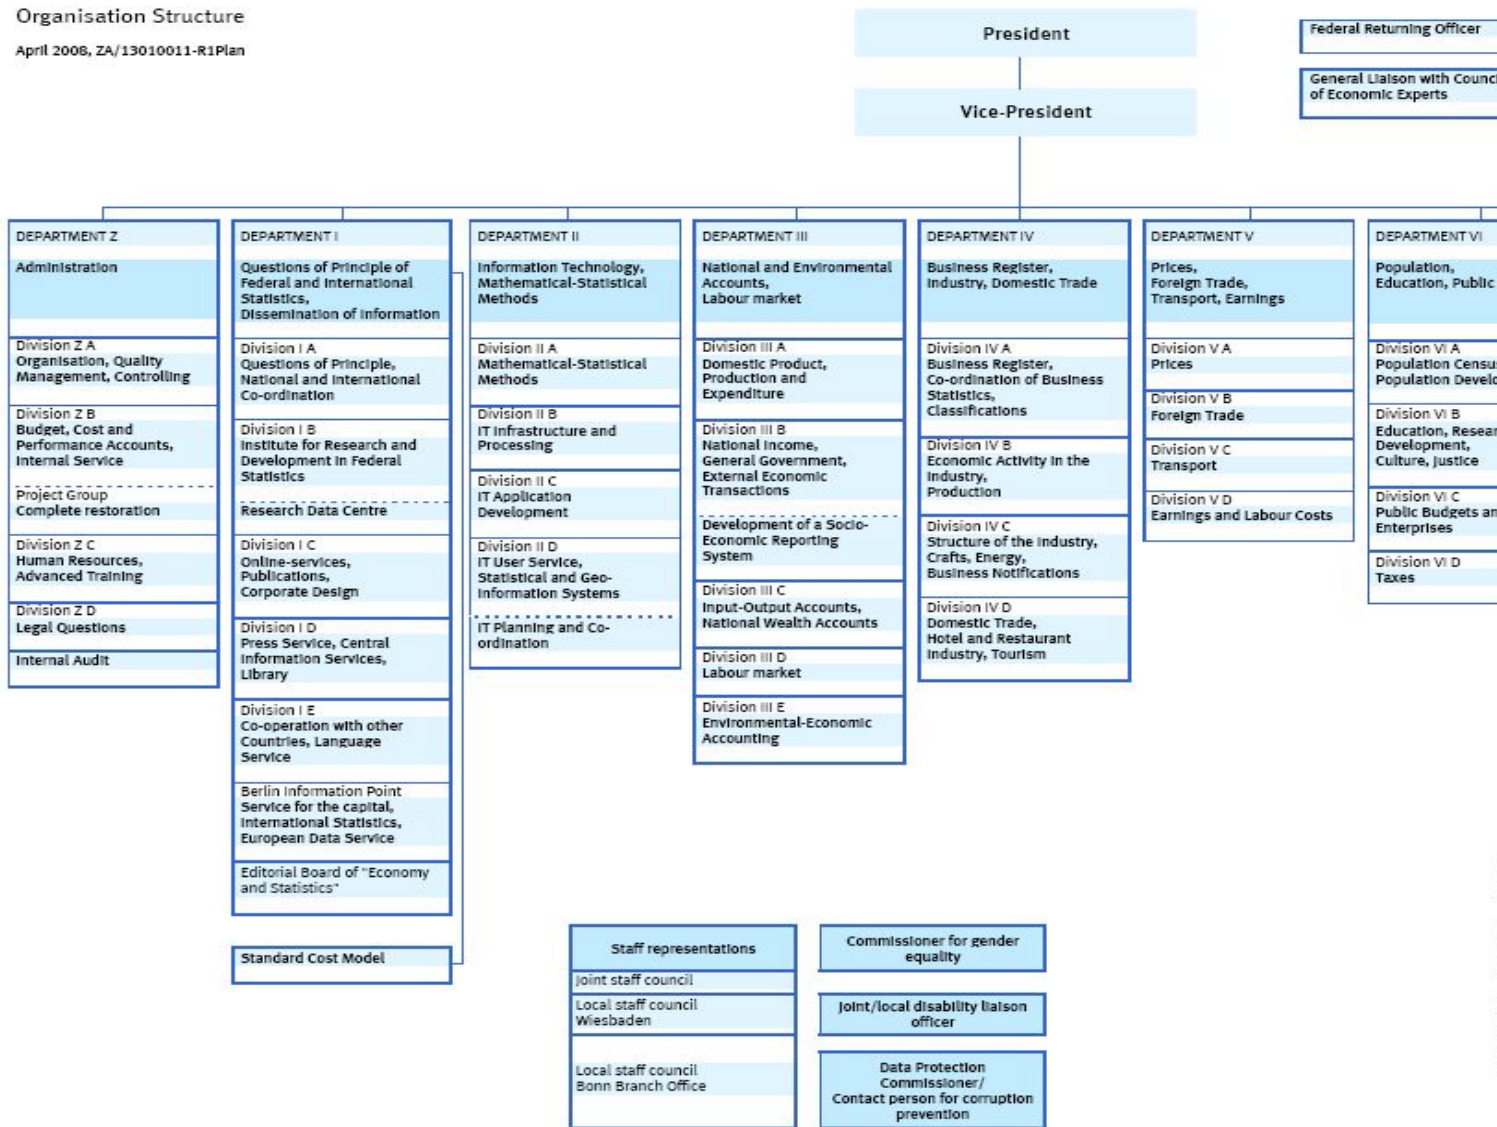 Organisation Structure
April 2008, ZA/13010011-R1Plan
President
Vice-President
Federal Returning Officer
General Liaison with Counci
of Economic Experts
DEPARTMENT Z
Administration
Division Z A
Organisation, Quality
Management, Controlling
Division Z B
Budget, Cost and
Performance Accounts,
Internal Service
Project Group
Complete restoration
Division Z C
Human Resources,
Advanced Training
Division Z D
Legal Questions
Internal Audit
DEPARTMENT I
Questions of Principle of
Federal and International
Statistics,
Dissemination of Information
Division I A
Questions of Principle,
National and International
Co-ordination
Division I B
Institute for Research and
Development in Federal
Statistics
Research Data Centre
Division I C
Online-services,
Publications,
Corporate Design
Division I D
Press Service, Central
Information Services,
Library
Division I E
Co-operation with other
Countries, Language
Service
Berlin Information Point
Service for the capital,
International Statistics,
European Data Service
Editorial Board of "Economy
and Statistics"
Standard Cost Model
DEPARTMENT II
Information Technology,
Mathematical-Statistical
Methods
Division II A
Mathematical-Statistical
Methods
Division II B
IT Infrastructure and
Processing
Division II C
IT Application
Development
Division II D
IT User Service,
Statistical and Geo-
Information Systems
IT Planning and Co-
ordination
DEPARTMENT III
National and Environmental
Accounts,
Labour market
Division III A
Domestic Product,
Production and
Expenditure
Division III B
National Income,
General Government,
External Economic
Transactions
Development of a Socio-
Economic Reporting
System
Division III C
Input-Output Accounts,
National Wealth Accounts
Division III D
Labour market
Division III E
Environmental-Economic
Accounting
DEPARTMENT IV
Business Register,
Industry, Domestic Trade
Division IV A
Business Register,
Co-ordination of Business
Statistics,
Classifications
Division IV B
Economic Activity in the
Industry,
Production
Division IV C
Structure of the Industry,
Crafts, Energy,
Business Notifications
Division IV D
Domestic Trade,
Hotel and Restaurant
Industry, Tourism
DEPARTMENT V
Prices,
Foreign Trade,
Transport, Earnings
Division V A
Prices
Division V B
Foreign Trade
Division V C
Transport
Division V D
Earnings and Labour Costs
DEPARTMENT VI
Population,
Education, Public
Division VI A
Population Census
Population Develo
Division VI B
Education, Resear
Development,
Culture, Justice
Division VI C
Public Budgets an
Enterprises
Division VI D
Taxes
Staff representations
Joint staff council
Local staff council
Wiesbaden
Local staff council
Bonn Branch Office
Commissioner for gender
equality
Joint/local disability liaison
officer
Data Protection
Commissioner/
Contact person for corruption
prevention